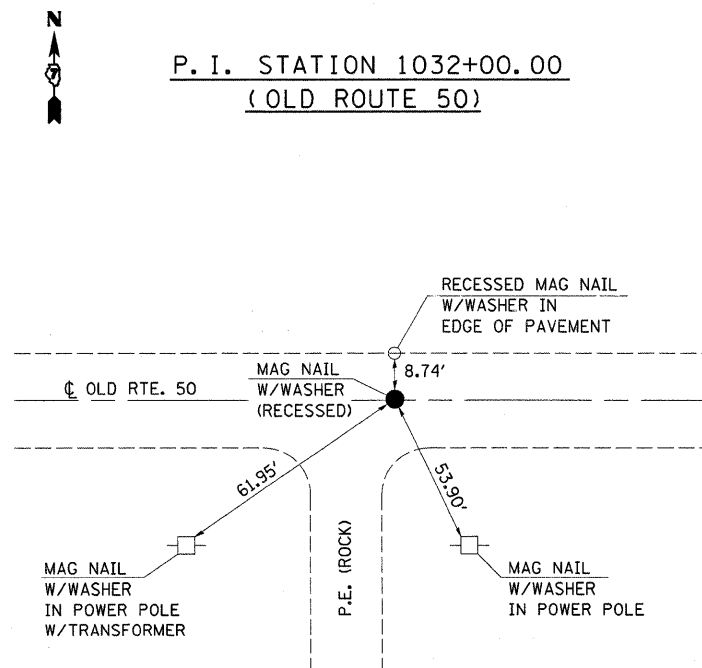 N
7
P.I. STATION 1032+00.00
(OLD ROUTE 50)
RECESSED MAG NAIL
W/WASHER IN
EDGE OF PAVEMENT
8.74'
MAG NAIL
W/WASHER
(RECESSED)
℄ OLD RTE. 50
61.95'
53.90'
MAG NAIL
W/WASHER
IN POWER POLE
W/TRANSFORMER
P.E. (ROCK)
MAG NAIL
W/WASHER
IN POWER POLE